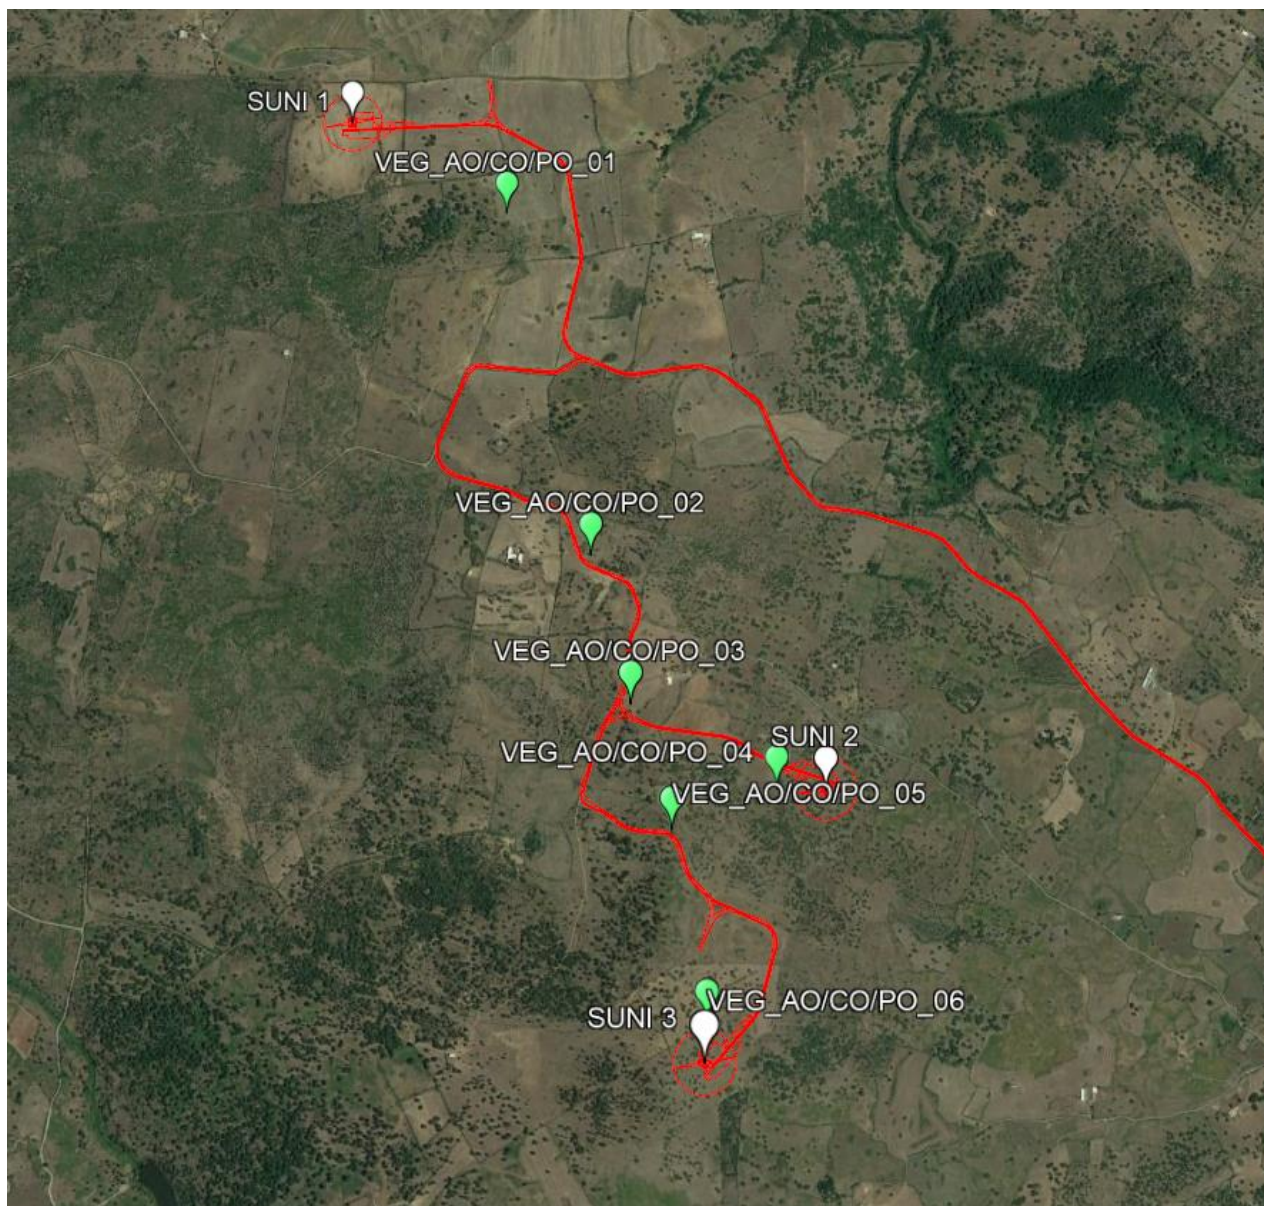 SUNI 1
VEG_AO/CO/PO_01
VEG_AO/CO/PO_02
VEG_AO/CO/PO_03
SUNI 2
VEG_AO/CO/PO_04
VEG_AO/CO/PO_05
VEG_AO/CO/PO_06
SUNI 3